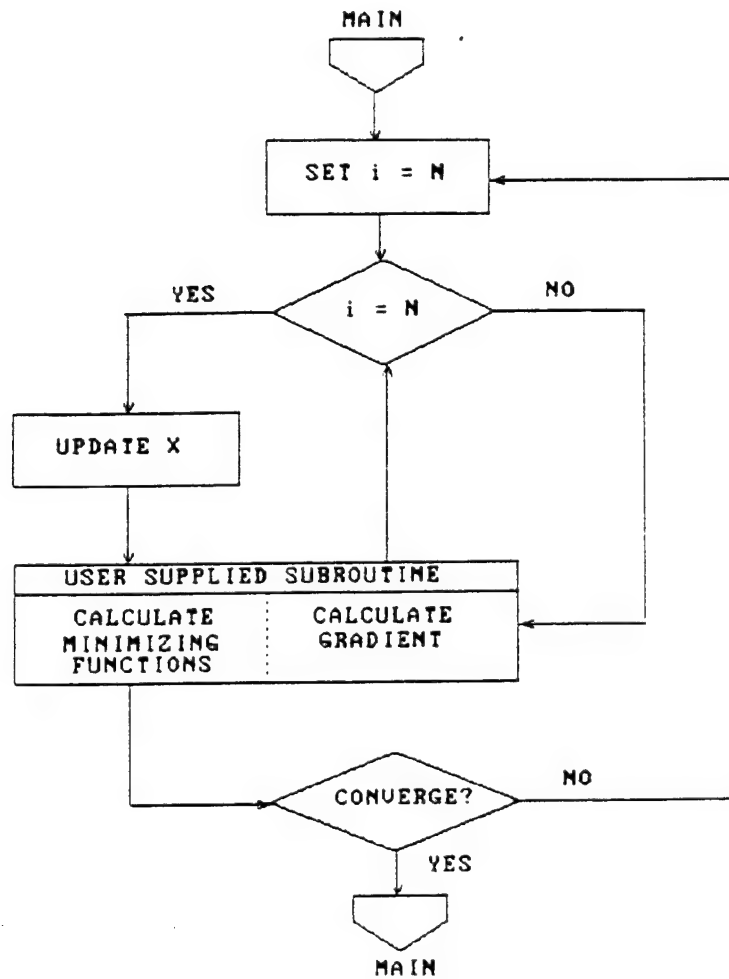 MAIN
SET i = N
YES
NO
i = N
UPDATE X
USER SUPPLIED SUBROUTINE
CALCULATE
MINIMIZING
FUNCTIONS
CALCULATE
GRADIENT
CONVERGE?
NO
YES
MAIN